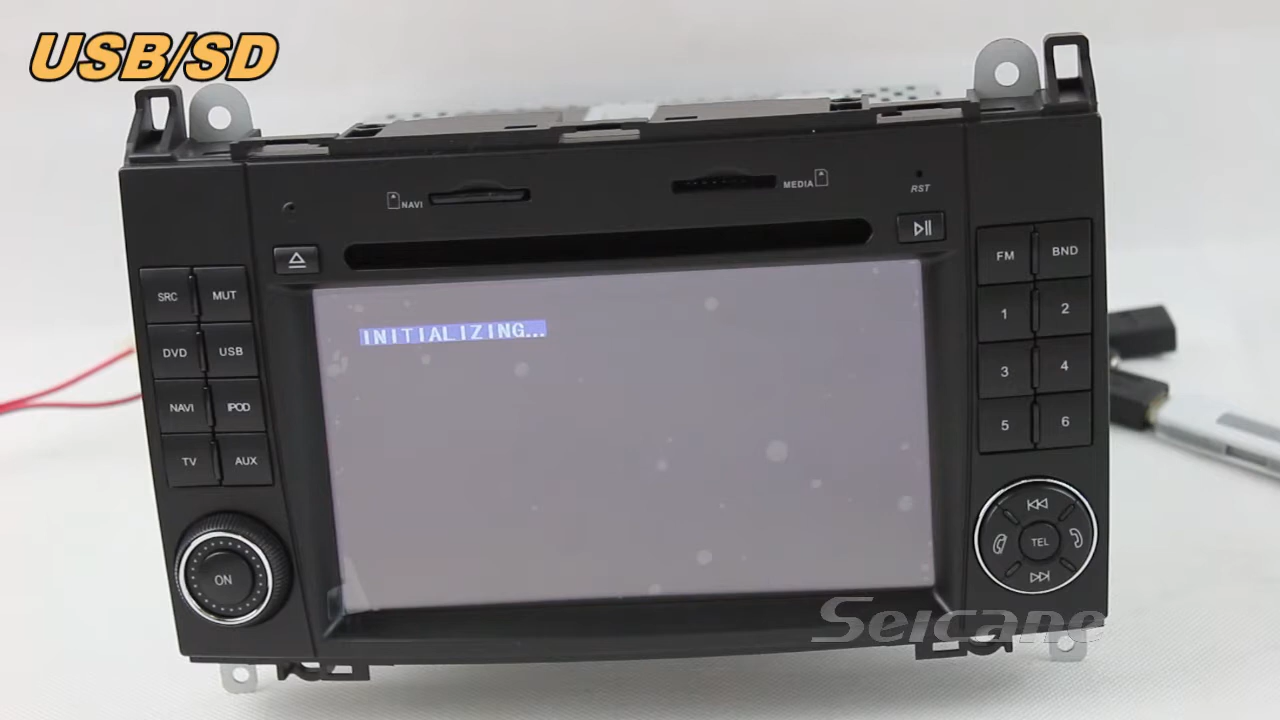 USB/SD
NAVI
MEDIA
RST
SRC
MUT
DVD
USB
NAVI
IPOD
TV
AUX
ON
INITIALIZING...
FM
BND
1
2
3
4
5
6
TEL
Seicane